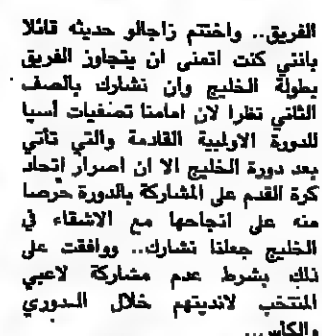 الفريق.. واختتم زاجالو حديثه قائلا
بانني كنت اتمنى ان يتجاوز الفريق
بطولة الخليج وان نشارك بالصف
الثاني نظرا لان امامنا تصفيات آسيا
للدورة الاولبية القادمة والتي تأتي
بعد دورة الخليج الا ان اصرار اتحاد
كرة القدم على المشاركة بالدورة حرصا
منه على انجاحها مع الاشقاء في
الخليج جعلنا نشارك.. ووافقت على
ذلك بشرط عدم مشاركة لاعبي
المنتخب لانديتهم خلال الدوري
والكاس..